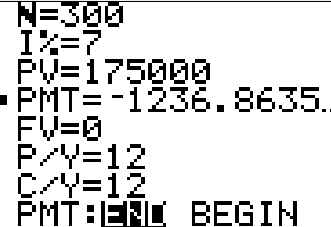 N=300
I%=7
PV=175000
▪PMT=-1236.8635…
FV=0
P/Y=12
C/Y=12
PMT:END BEGIN